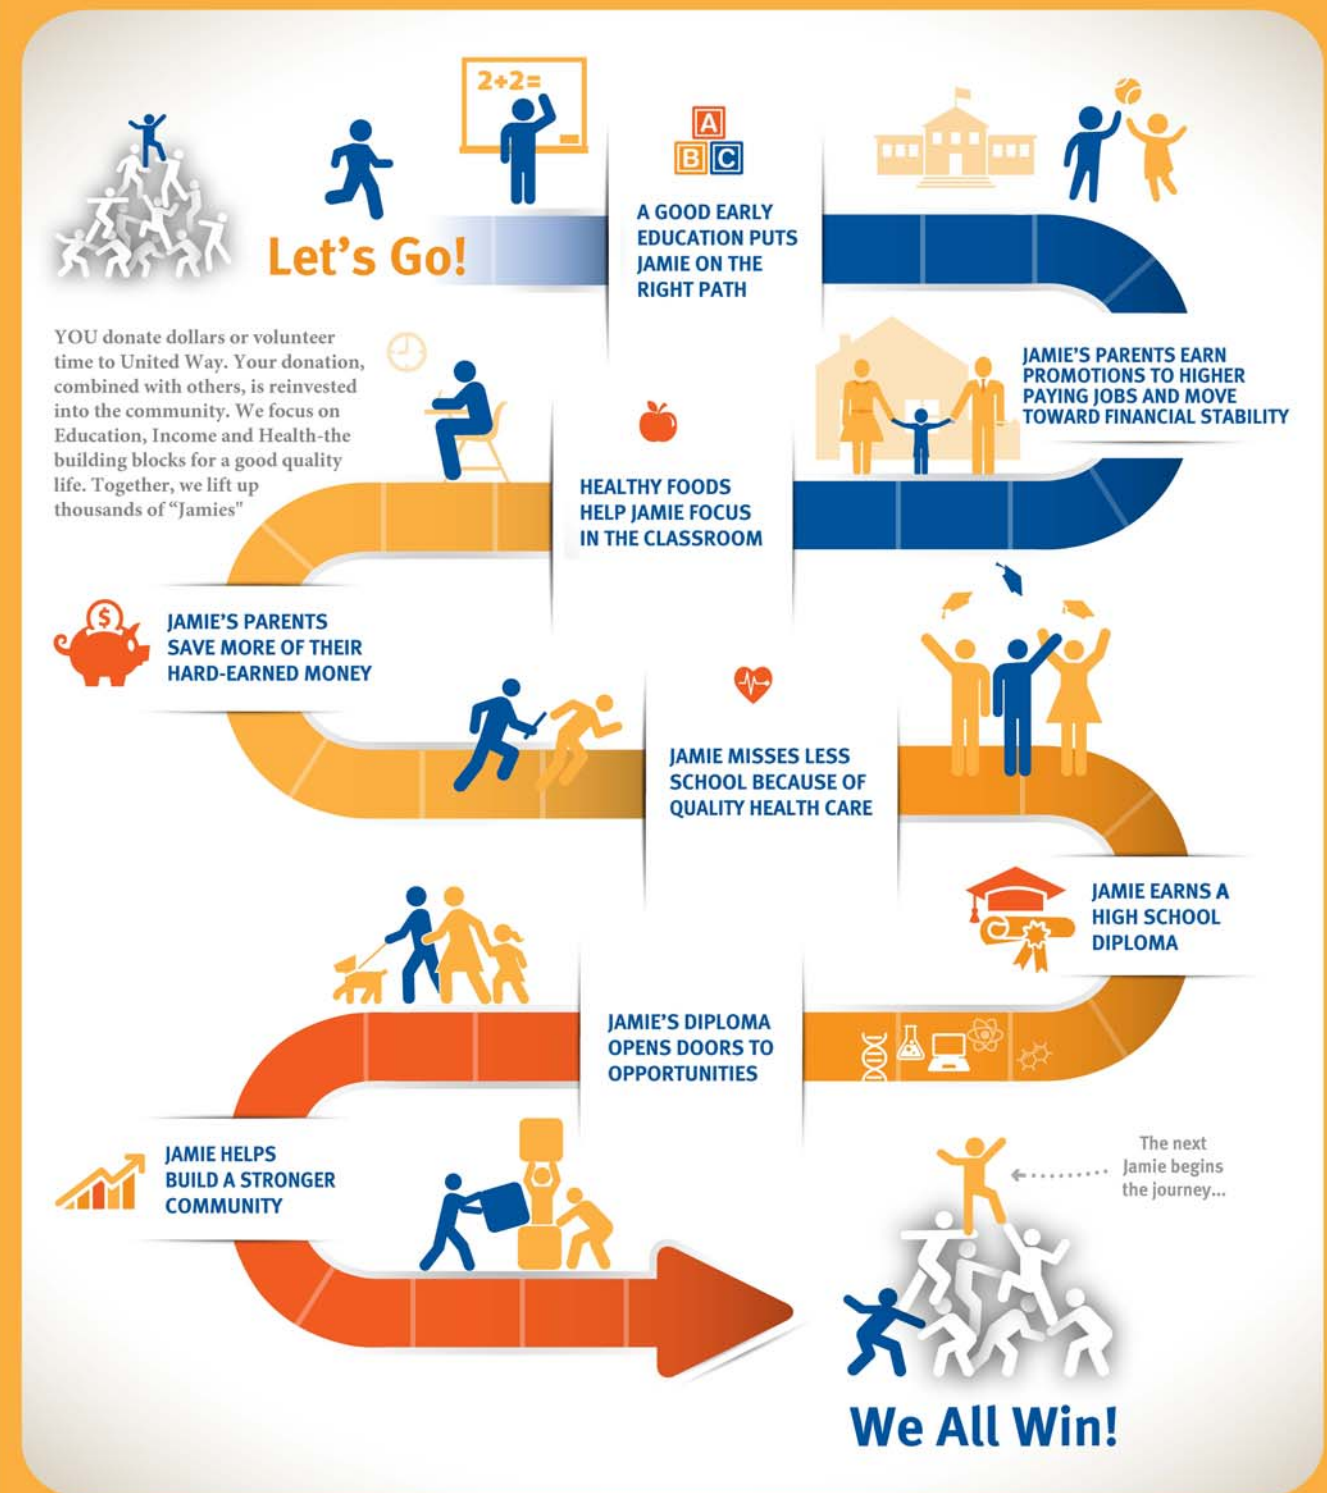 2+2=
A
B C
A GOOD EARLY
EDUCATION PUTS
JAMIE ON THE
RIGHT PATH
Let's Go!
YOU donate dollars or volunteer
time to United Way. Your donation,
combined with others, is reinvested
into the community. We focus on
Education, Income and Health-the
building blocks for a good quality
life. Together, we lift up
thousands of “Jamies"
JAMIE'S PARENTS EARN
PROMOTIONS TO HIGHER
PAYING JOBS AND MOVE
TOWARD FINANCIAL STABILITY
HEALTHY FOODS
HELP JAMIE FOCUS
IN THE CLASSROOM
$
JAMIE'S PARENTS
SAVE MORE OF THEIR
HARD-EARNED MONEY
JAMIE MISSES LESS
SCHOOL BECAUSE OF
QUALITY HEALTH CARE
JAMIE EARNS A
HIGH SCHOOL
DIPLOMA
JAMIE'S DIPLOMA
OPENS DOORS TO
OPPORTUNITIES
JAMIE HELPS
BUILD A STRONGER
COMMUNITY
The next
Jamie begins
the journey...
We All Win!